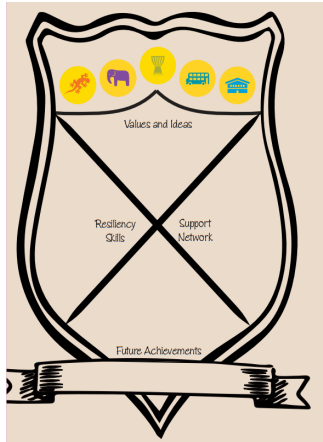 Values and Ideas
Resiliency
Skills
Support
Network
Future Achievements